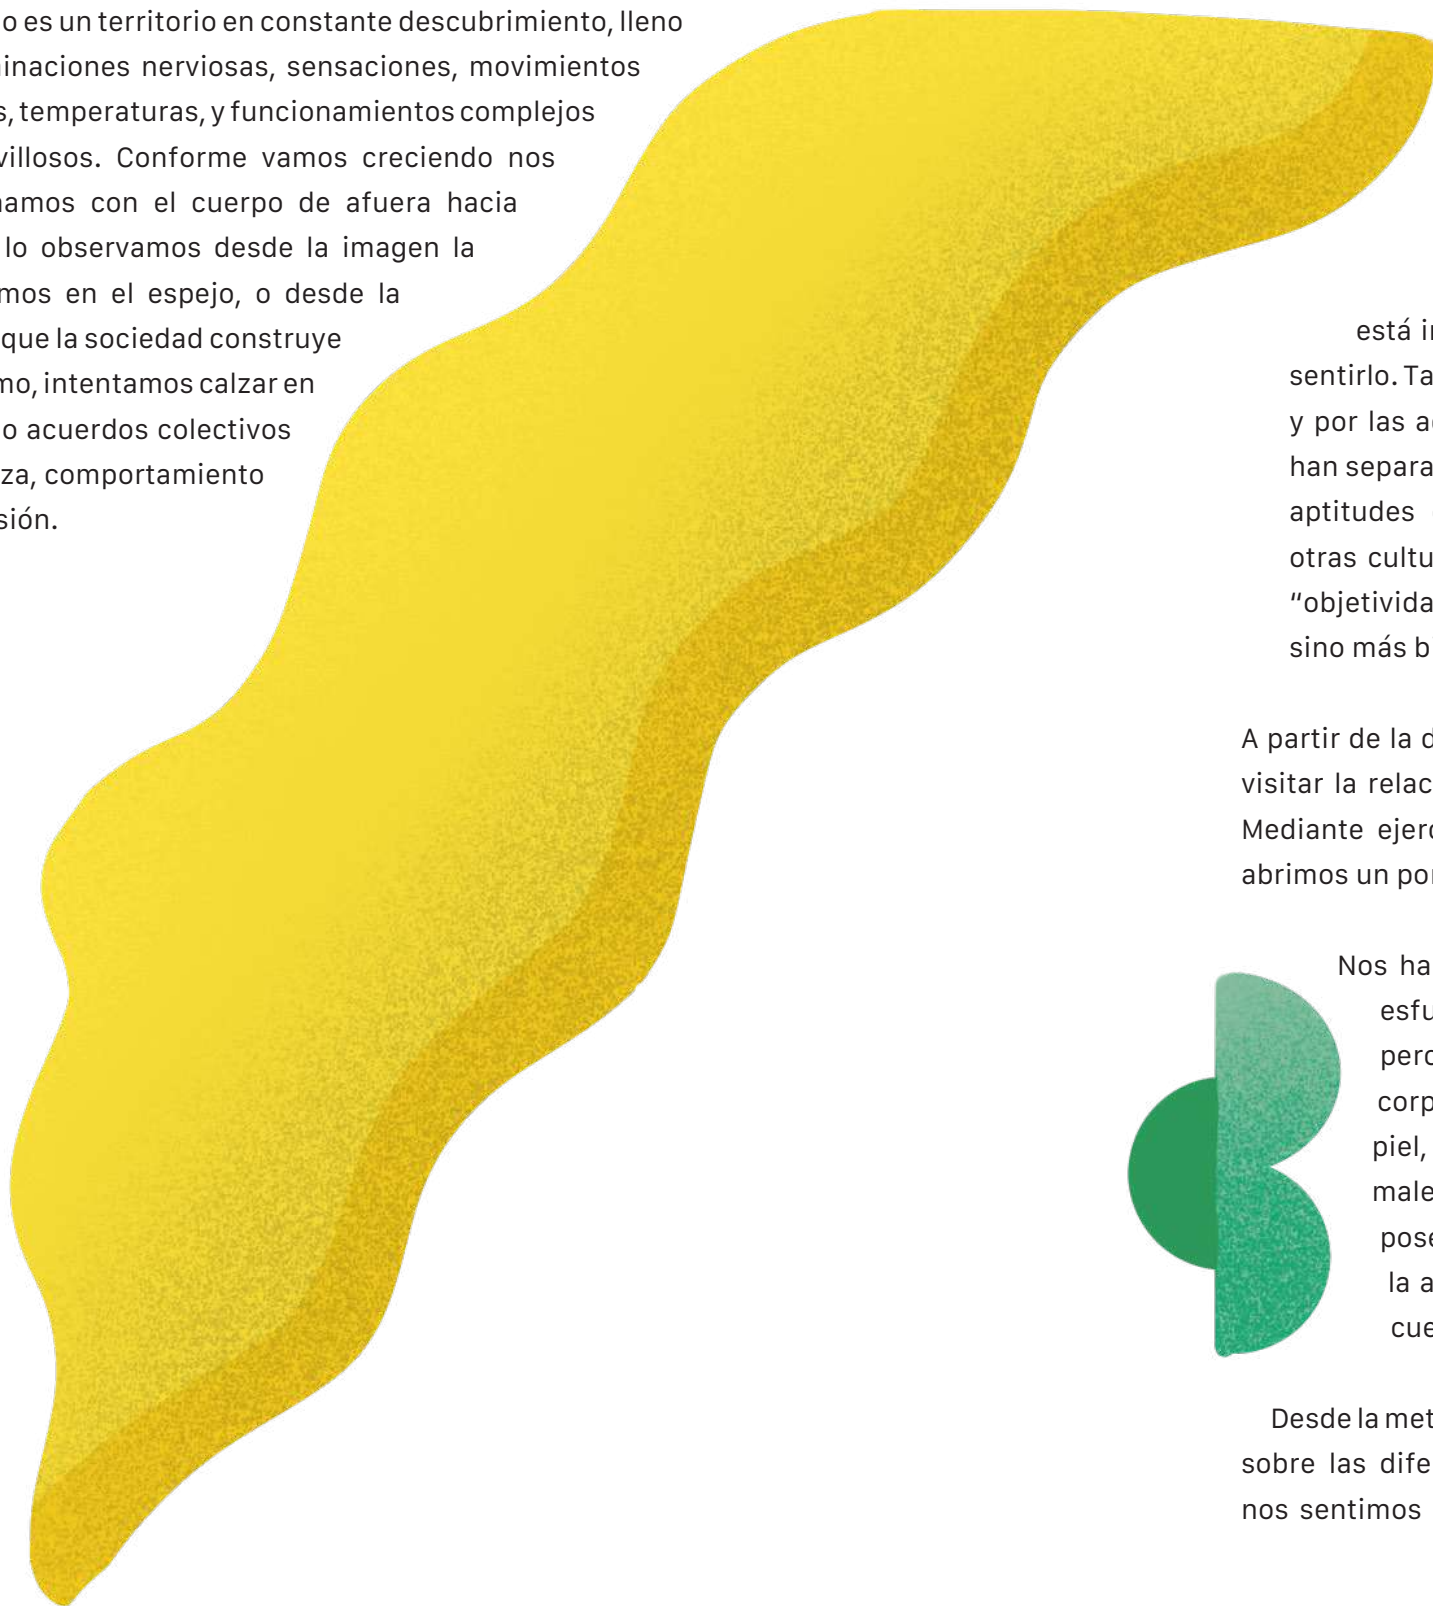 o es un territorio en constante descubrimiento, lleno
inaciones nerviosas, sensaciones, movimientos
s, temperaturas, y funcionamientos complejos
villosos. Conforme vamos creciendo nos
namos con el cuerpo de afuera hacia
lo observamos desde la imagen la
mos en el espejo, o desde la
que la sociedad construye
mo, intentamos calzar en
o acuerdos colectivos
za, comportamiento
sión.
está in
sentirlo. Ta
y por las a
han separa
aptitudes
otras cultu
“objetivida
sino más b
A partir de la d
visitar la relac
Mediante ejerc
abrimos un por
Nos ha
esfu
perc
corp
piel,
male
pose
la a
cue
Desde la met
sobre las dife
nos sentimos